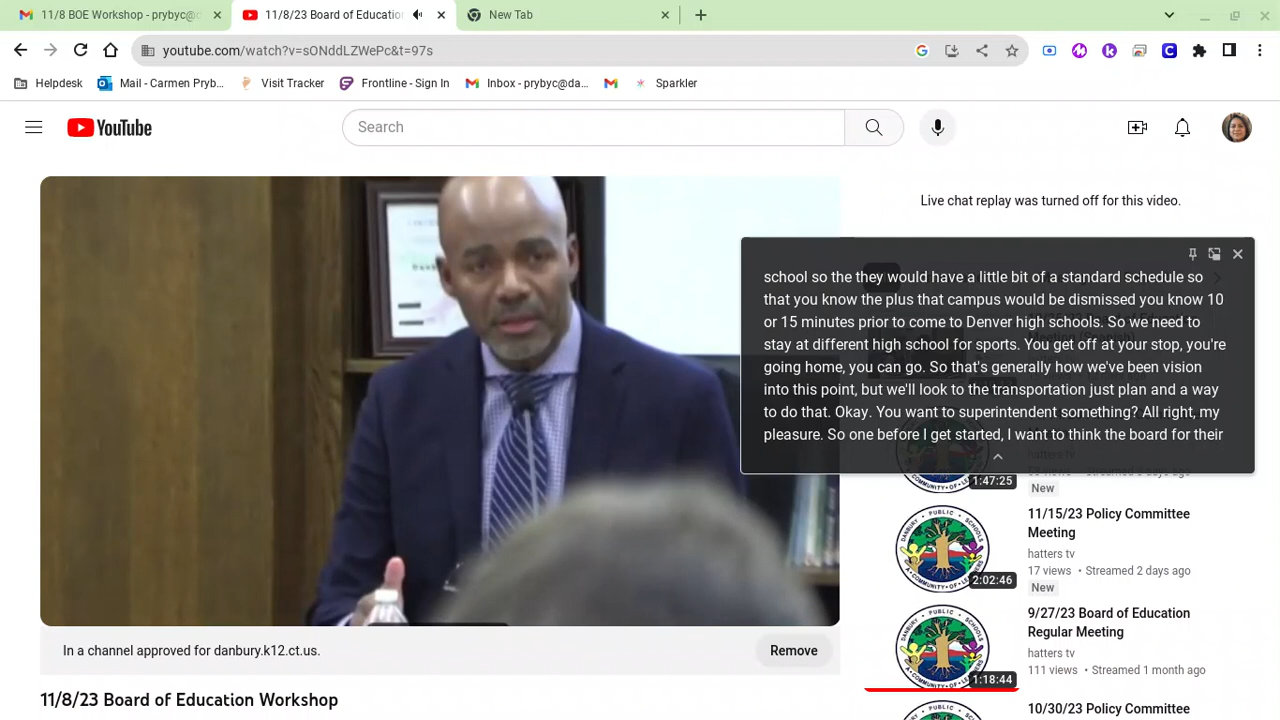 11/8 BOE Workshop - prybyc@
11/8/23 Board of Education
New Tab
youtube.com/watch?v=sONddLZWePc&t=97s
Helpdesk
Mail - Carmen Pryb...
Visit Tracker
Frontline - Sign In
Inbox - prybyc@da...
Sparkler
YouTube
Search
Live chat replay was turned off for this video.
school so the they would have a little bit of a standard schedule so
that you know the plus that campus would be dismissed you know 10
or 15 minutes prior to come to Denver high schools. So we need to
stay at different high school for sports. You get off at your stop, you're
going home, you can go. So that's generally how we've been vision
into this point, but we'll look to the transportation just plan and a way
to do that. Okay. You want to superintendent something? All right, my
pleasure. So one before I get started, I want to think the board for their
hatters tv
1:47:25
New
11/15/23 Policy Committee
Meeting
hatters tv
17 views • Streamed 2 days ago
2:02:46
New
9/27/23 Board of Education
Regular Meeting
hatters tv
111 views • Streamed 1 month ago
1:18:44
10/30/23 Policy Committee
In a channel approved for danbury.k12.ct.us.
Remove
11/8/23 Board of Education Workshop